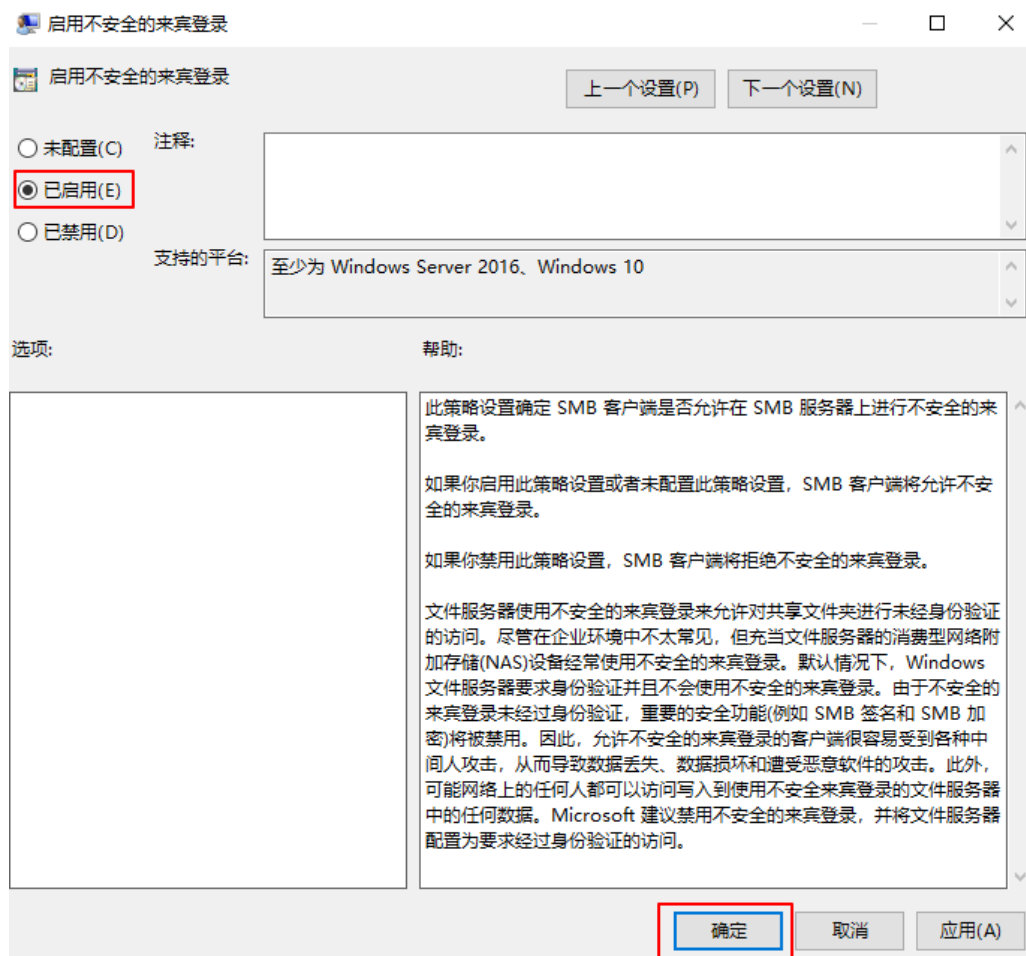 启用不安全的来宾登录
启用不安全的来宾登录
上一个设置(P)
下一个设置(N)
未配置(C)
注释:
已启用(E)
已禁用(D)
支持的平台:
至少为 Windows Server 2016、Windows 10
选项:
帮助:
此策略设置确定 SMB 客户端是否允许在 SMB 服务器上进行不安全的来
宾登录。
如果你启用此策略设置或者未配置此策略设置，SMB 客户端将允许不安
全的来宾登录。
如果你禁用此策略设置，SMB 客户端将拒绝不安全的来宾登录。
文件服务器使用不安全的来宾登录来允许对共享文件夹进行未经身份验证
的访问。尽管在企业环境中不太常见，但充当文件服务器的消费型网络附
加存储(NAS)设备经常使用不安全的来宾登录。默认情况下，Windows
文件服务器要求身份验证并且不会使用不安全的来宾登录。由于不安全的
来宾登录未经过身份验证，重要的安全功能(例如 SMB 签名和 SMB 加
密)将被禁用。因此，允许不安全的来宾登录的客户端很容易受到各种中
间人攻击，从而导致数据丢失、数据损坏和遭受恶意软件的攻击。此外，
可能网络上的任何人都可以访问写入到使用不安全来宾登录的文件服务器
中的任何数据。Microsoft 建议禁用不安全的来宾登录，并将文件服务器
配置为要求经过身份验证的访问。
确定
取消
应用(A)